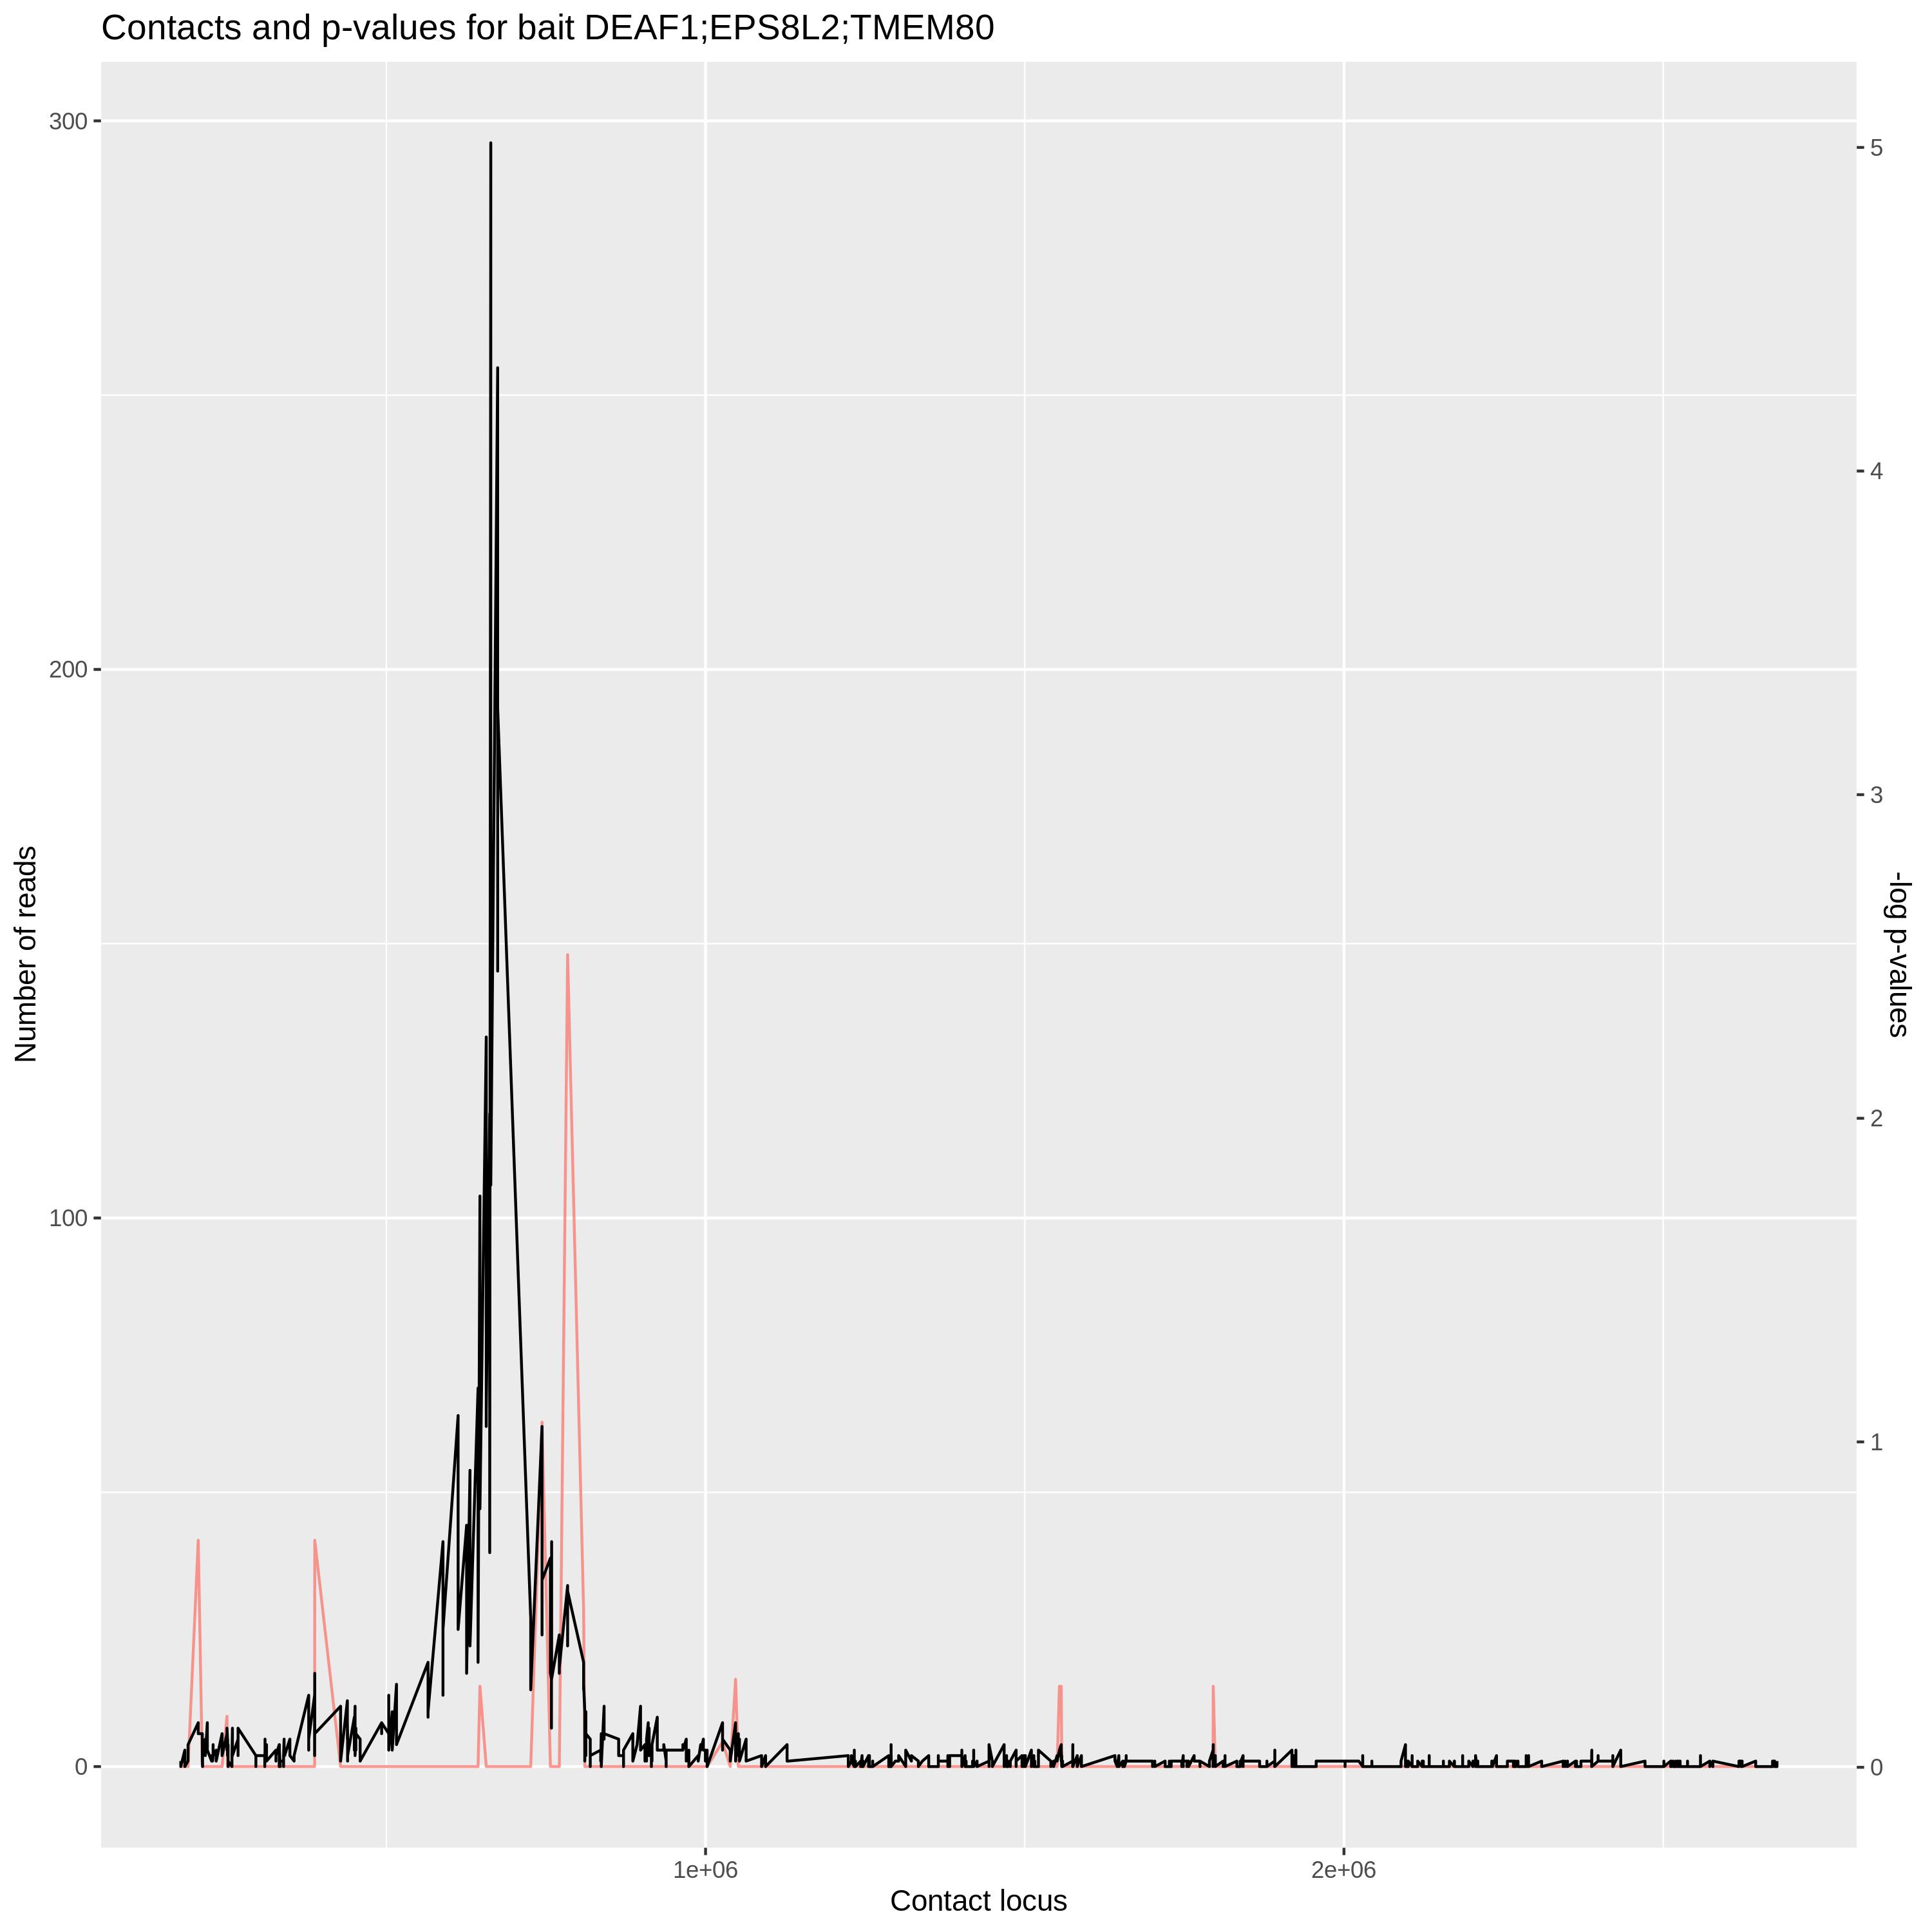 Contacts and p-values for bait DEAF1;EPS8L2;TMEM80
300
200
100
0
Number of reads
5
4
3
2
1
0
-log p-values
1e+06
2e+06
Contact locus